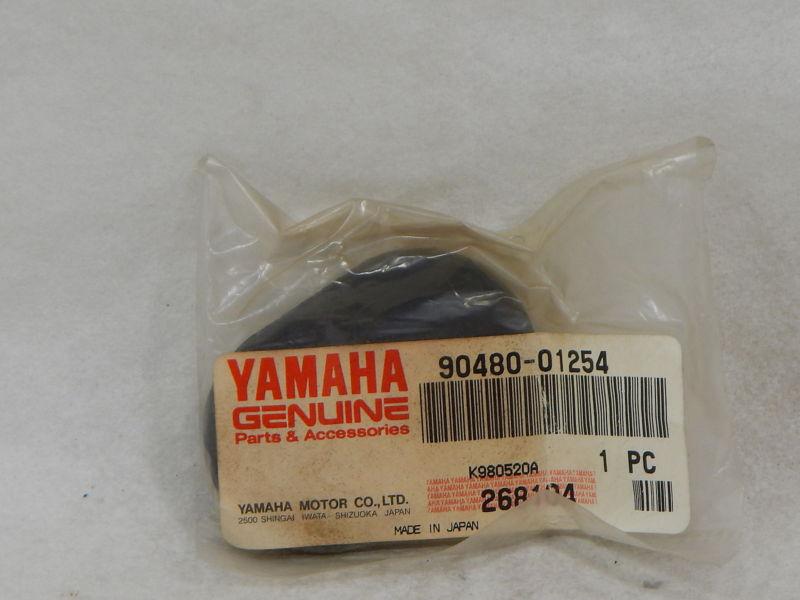 YAMAHA
GENUINE
Parts & Accessories
90480-01254
K980520A
1 PC
YAMAHA MOTOR CO.,LTD.
2500 SHINGAI IWATA SHIZUOKA JAPAN
MADE IN JAPAN